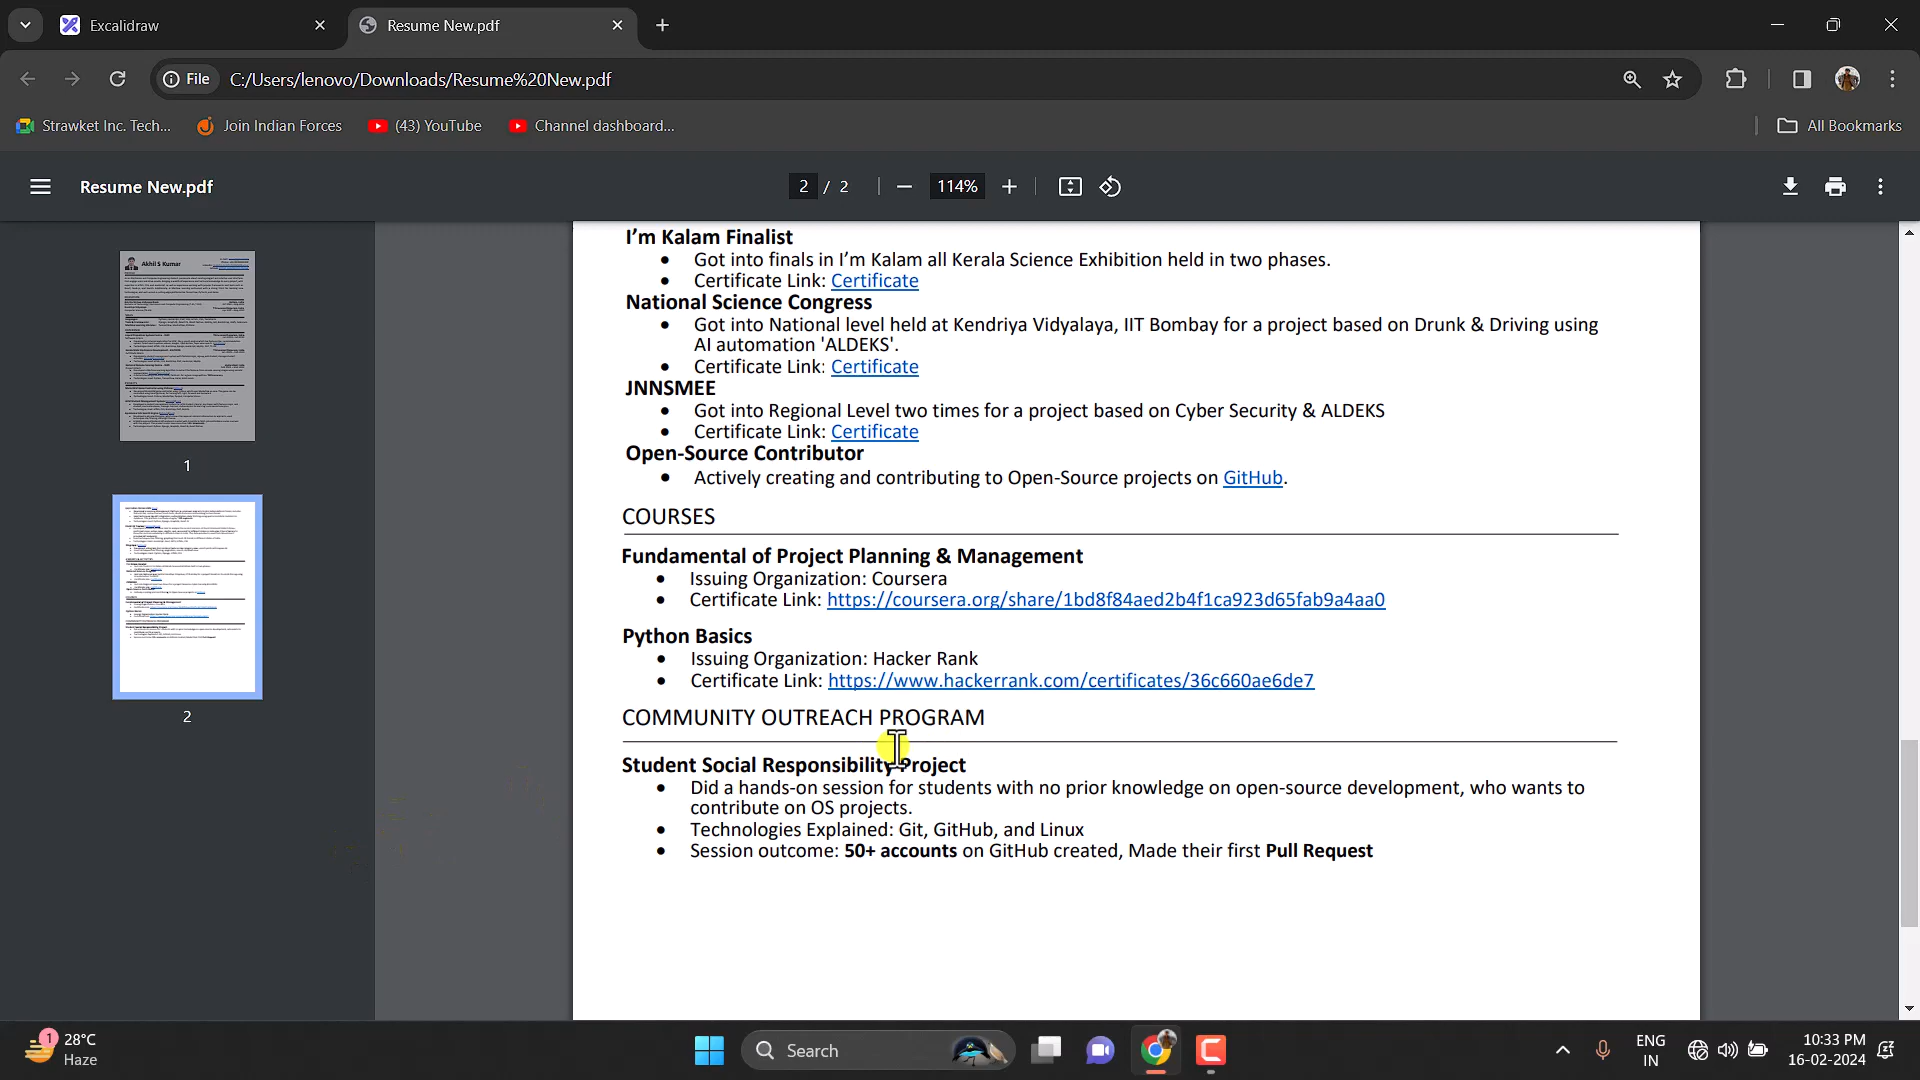 Excalidraw
Resume New.pdf
File
C:/Users/lenovo/Downloads/Resume%20New.pdf
Strawket Inc. Tech...
Join Indian Forces
(43) YouTube
Channel dashboard...
All Bookmarks
Resume New.pdf
2 / 2
114%
Akhil S Kumar
1
2
I'm Kalam Finalist
• Got into finals in I'm Kalam all Kerala Science Exhibition held in two phases.
• Certificate Link: Certificate
National Science Congress
• Got into National level held at Kendriya Vidyalaya, IIT Bombay for a project based on Drunk & Driving using
AI automation 'ALDEKS'.
• Certificate Link: Certificate
JNNSMEE
• Got into Regional Level two times for a project based on Cyber Security & ALDEKS
• Certificate Link: Certificate
Open-Source Contributor
• Actively creating and contributing to Open-Source projects on GitHub.
COURSES
Fundamental of Project Planning & Management
• Issuing Organization: Coursera
• Certificate Link: https://coursera.org/share/1bd8f84aed2b4f1ca923d65fab9a4aa0
Python Basics
• Issuing Organization: Hacker Rank
• Certificate Link: https://www.hackerrank.com/certificates/36c660ae6de7
COMMUNITY OUTREACH PROGRAM
Student Social Responsibility Project
• Did a hands-on session for students with no prior knowledge on open-source development, who wants to
contribute on OS projects.
• Technologies Explained: Git, GitHub, and Linux
• Session outcome: 50+ accounts on GitHub created, Made their first Pull Request
1
28°C
Haze
Search
ENG
IN
10:33 PM
16-02-2024